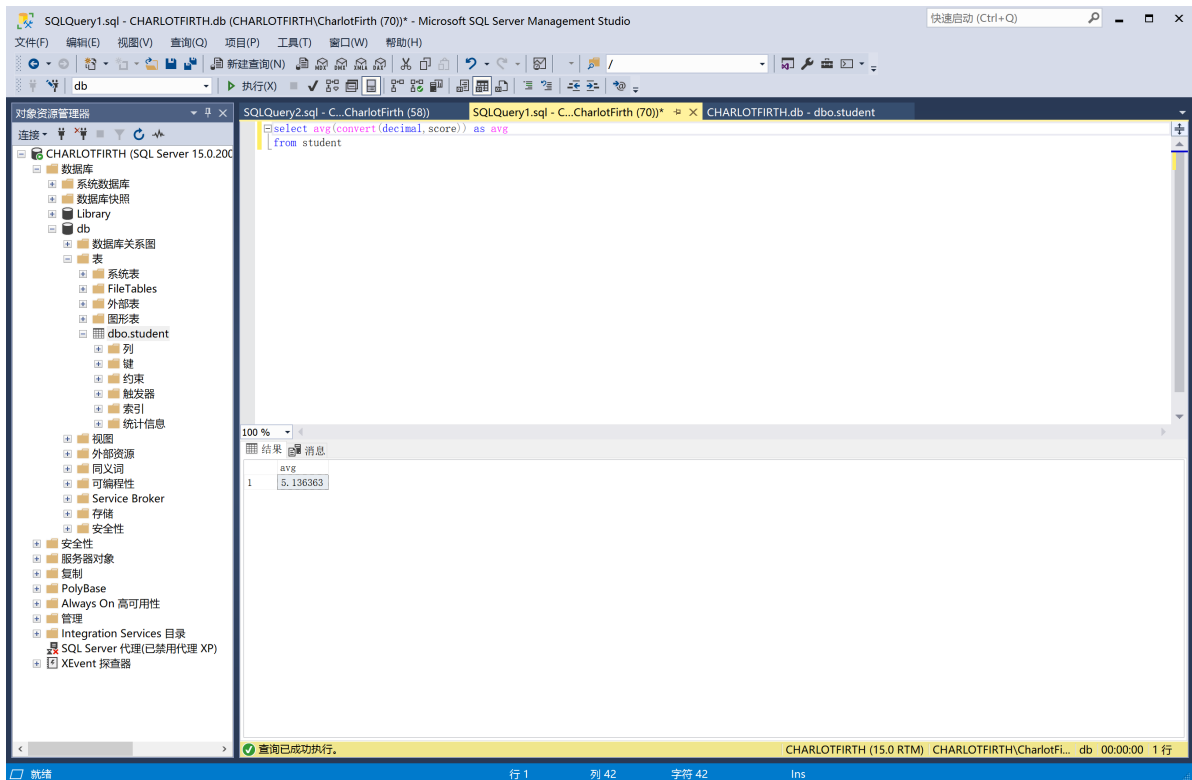 SQLQuery1.sql - CHARLOTFIRTH.db (CHARLOTFIRTH\CharlotFirth (70))* - Microsoft SQL Server Management Studio
快速启动 (Ctrl+Q)
文件(F) 编辑(E) 视图(V) 查询(Q) 项目(P) 工具(T) 窗口(W) 帮助(H)
新建查询(N) MDX DMX XMLA DAX /
db 执行(X)
对象资源管理器
SQLQuery2.sql - C...CharlotFirth (58)) SQLQuery1.sql - C...CharlotFirth (70))* CHARLOTFIRTH.db - dbo.student
select avg(convert(decimal,score)) as avg
from student
连接
CHARLOTFIRTH (SQL Server 15.0.200
数据库
系统数据库
数据库快照
Library
db
数据库关系图
表
系统表
FileTables
外部表
图形表
dbo.student
列
键
约束
触发器
索引
统计信息
视图
外部资源
同义词
可编程性
Service Broker
存储
安全性
安全性
服务器对象
复制
PolyBase
Always On 高可用性
管理
Integration Services 目录
SQL Server 代理(已禁用代理 XP)
XEvent 探查器
100 %
结果 消息
avg
1 5.136363
查询已成功执行。 CHARLOTFIRTH (15.0 RTM) CHARLOTFIRTH\CharlotFi... db 00:00:00 1 行
就绪 行 1 列 42 字符 42 Ins